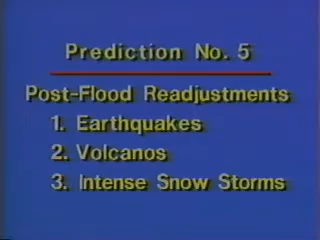 Prediction No. 5
Post-Flood Readjustments
1. Earthquakes
2. Volcanos
3. Intense Snow Storms